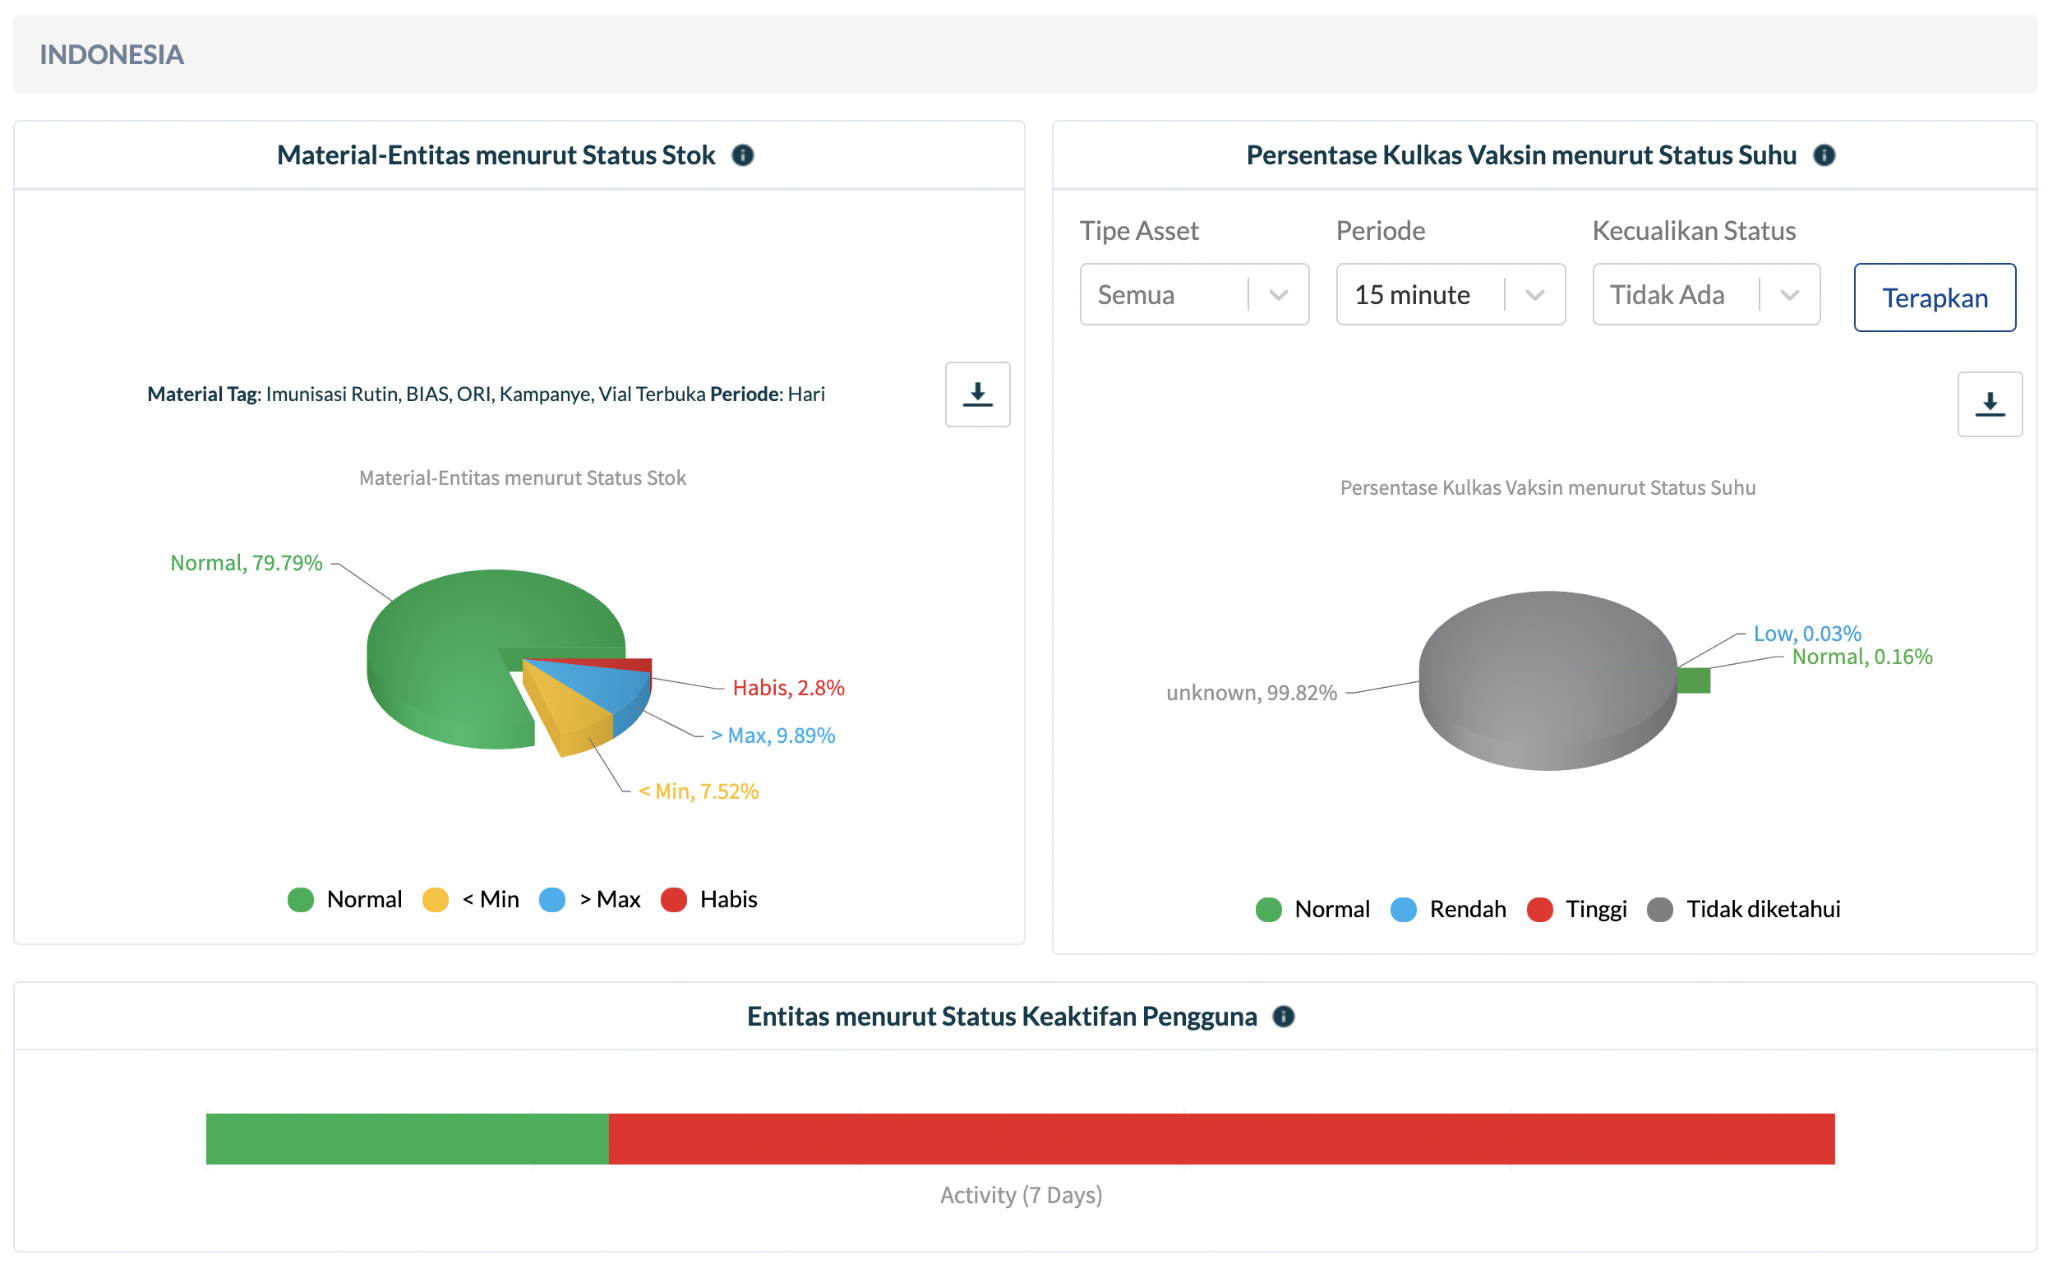 INDONESIA
Material-Entitas menurut Status Stok
Material Tag: Imunisasi Rutin, BIAS, ORI, Kampanye, Vial Terbuka Periode: Hari
Material-Entitas menurut Status Stok
Normal, 79.79%
Habis, 2.8%
> Max, 9.89%
< Min, 7.52%
Normal
< Min
> Max
Habis
Persentase Kulkas Vaksin menurut Status Suhu
Tipe Asset
Periode
Kecualikan Status
Semua
15 minute
Tidak Ada
Terapkan
Persentase Kulkas Vaksin menurut Status Suhu
Low, 0.03%
Normal, 0.16%
unknown, 99.82%
Normal
Rendah
Tinggi
Tidak diketahui
Entitas menurut Status Keaktifan Pengguna
Activity (7 Days)